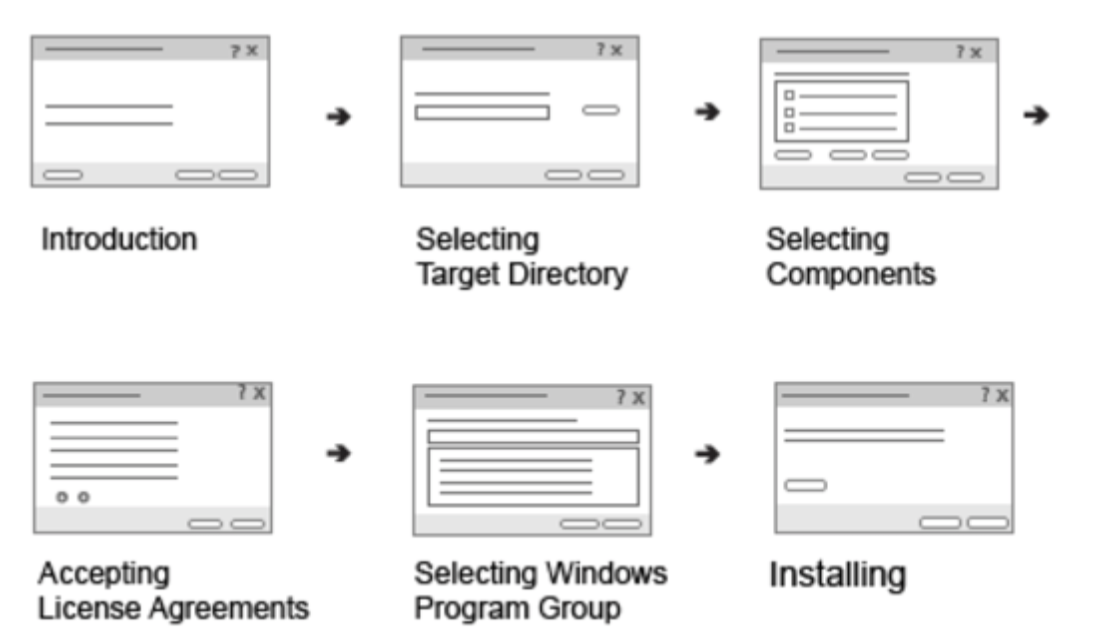 ? x
? x
? x
Introduction
Selecting
Target Directory
Selecting
Components
? x
? x
? x
Accepting
License Agreements
Selecting Windows
Program Group
Installing